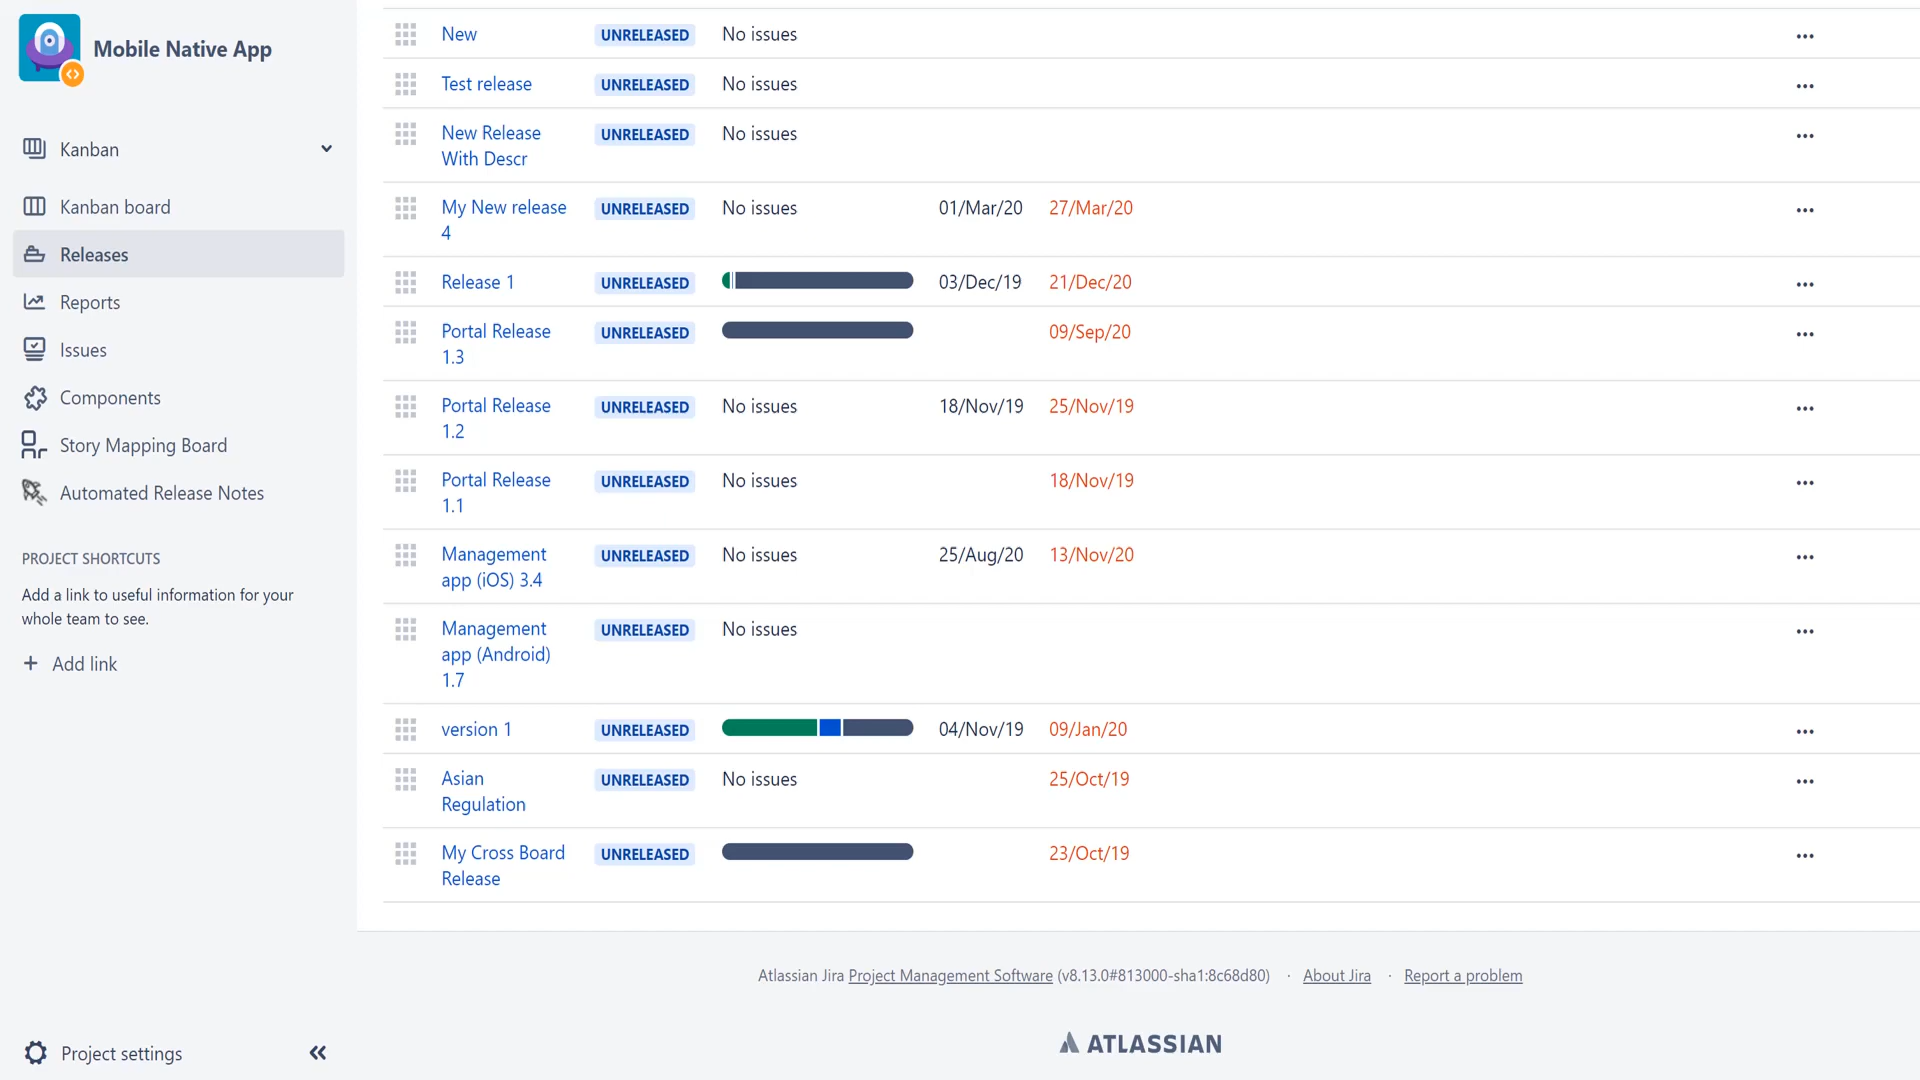 Mobile Native App
Kanban
Kanban board
Releases
Reports
Issues
Components
Story Mapping Board
Automated Release Notes
PROJECT SHORTCUTS
Add a link to useful information for your
whole team to see.
+ Add link
Project settings
New UNRELEASED No issues
Test release UNRELEASED No issues
New Release UNRELEASED No issues
With Descr
My New release UNRELEASED No issues 01/Mar/20 27/Mar/20
4
Release 1 UNRELEASED 03/Dec/19 21/Dec/20
Portal Release UNRELEASED 09/Sep/20
1.3
Portal Release UNRELEASED No issues 18/Nov/19 25/Nov/19
1.2
Portal Release UNRELEASED No issues 18/Nov/19
1.1
Management UNRELEASED No issues 25/Aug/20 13/Nov/20
app (iOS) 3.4
Management UNRELEASED No issues
app (Android)
1.7
version 1 UNRELEASED 04/Nov/19 09/Jan/20
Asian UNRELEASED No issues 25/Oct/19
Regulation
My Cross Board UNRELEASED 23/Oct/19
Release
Atlassian Jira Project Management Software (v8.13.0#813000-sha1:8c68d80) · About Jira · Report a problem
ATLASSIAN